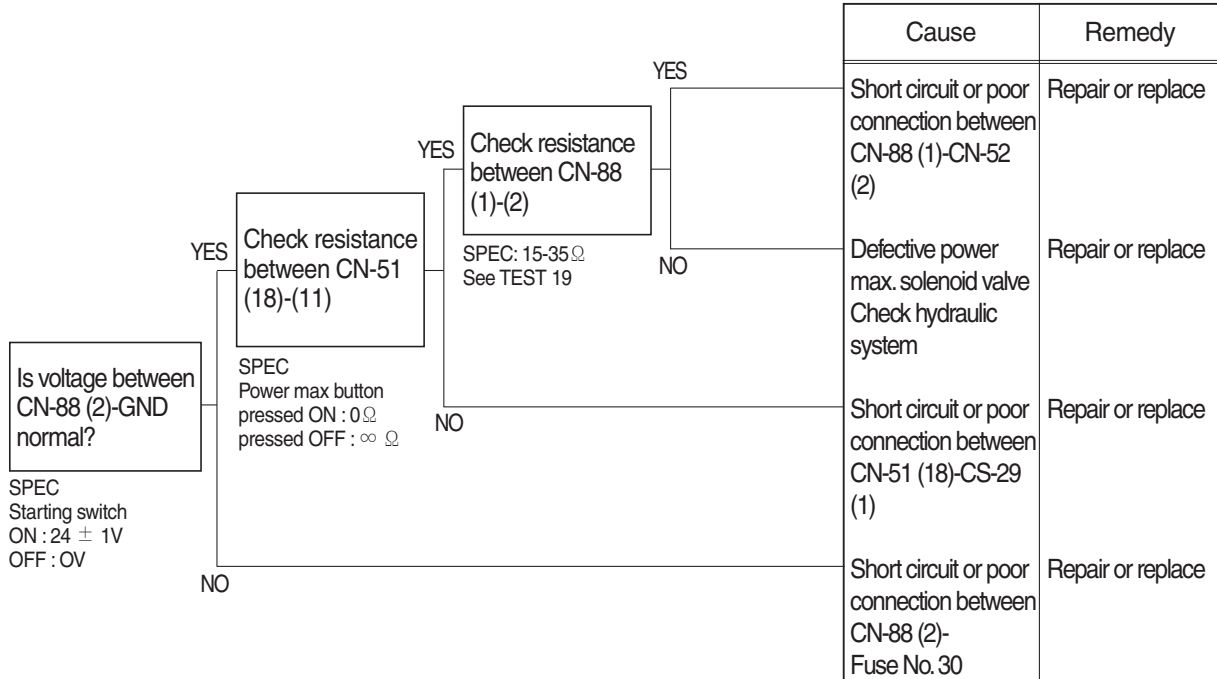 Cause
Remedy
YES
Short circuit or poor
connection between
CN-88 (1)-CN-52
(2)
Repair or replace
YES
Check resistance
between CN-88
(1)-(2)
SPEC: 15-35Ω
See TEST 19
NO
Defective power
max. solenoid valve
Check hydraulic
system
Repair or replace
YES
Check resistance
between CN-51
(18)-(11)
SPEC
Power max button
pressed ON : 0Ω
pressed OFF : ∞ Ω
NO
Short circuit or poor
connection between
CN-51 (18)-CS-29
(1)
Repair or replace
Is voltage between
CN-88 (2)-GND
normal?
SPEC
Starting switch
ON : 24 ± 1V
OFF : OV
NO
Short circuit or poor
connection between
CN-88 (2)-
Fuse No. 30
Repair or replace